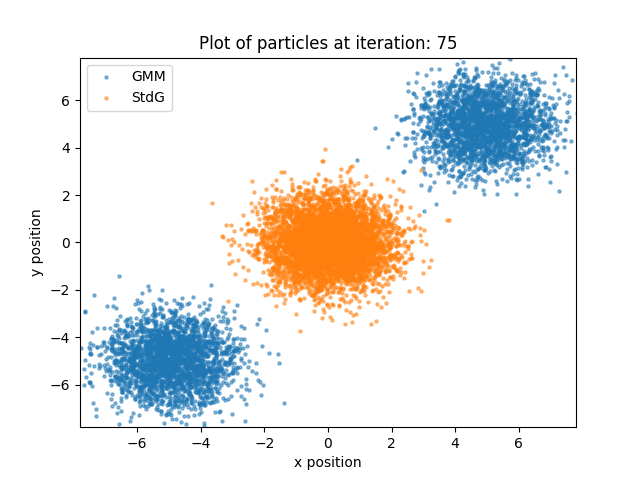 Plot of particles at iteration: 75
GMM
StdG
6
4
2
0
−2
−4
−6
y position
−6 −4 −2 0 2 4 6
x position